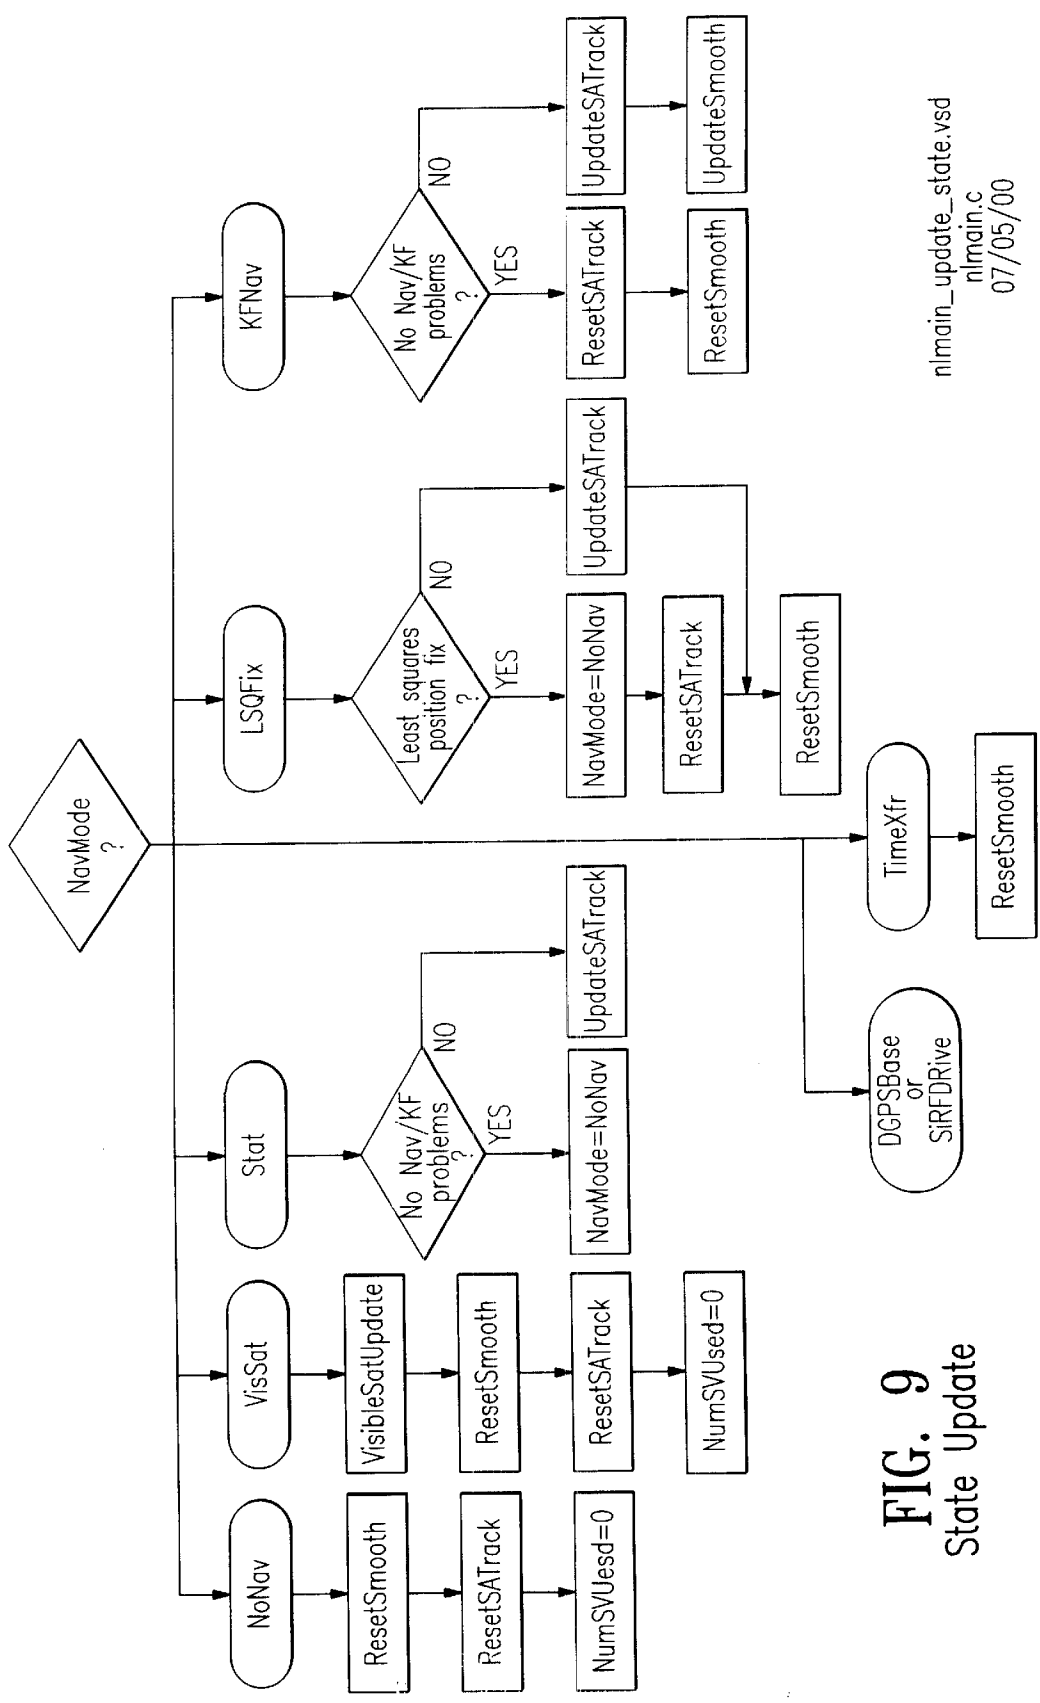 NavMode
?
NoNav
ResetSmooth
ResetSATrack
NumSVUesd=0
VisSat
VisibleSatUpdate
ResetSmooth
ResetSATrack
NumSVUsed=0
Stat
No Nav/KF
problems
?
YES
NO
NavMode=NoNav
UpdateSATrack
LSQFix
Least squares
position fix
?
YES
NO
NavMode=NoNav
UpdateSATrack
ResetSATrack
ResetSmooth
KFNav
No Nav/KF
problems
?
YES
NO
ResetSATrack
UpdateSATrack
ResetSmooth
UpdateSmooth
DGPSBase
or
SiRFDRive
TimeXfr
ResetSmooth
FIG. 9
State Update
nlmain_update_state.vsd
nlmain.c
07/05/00